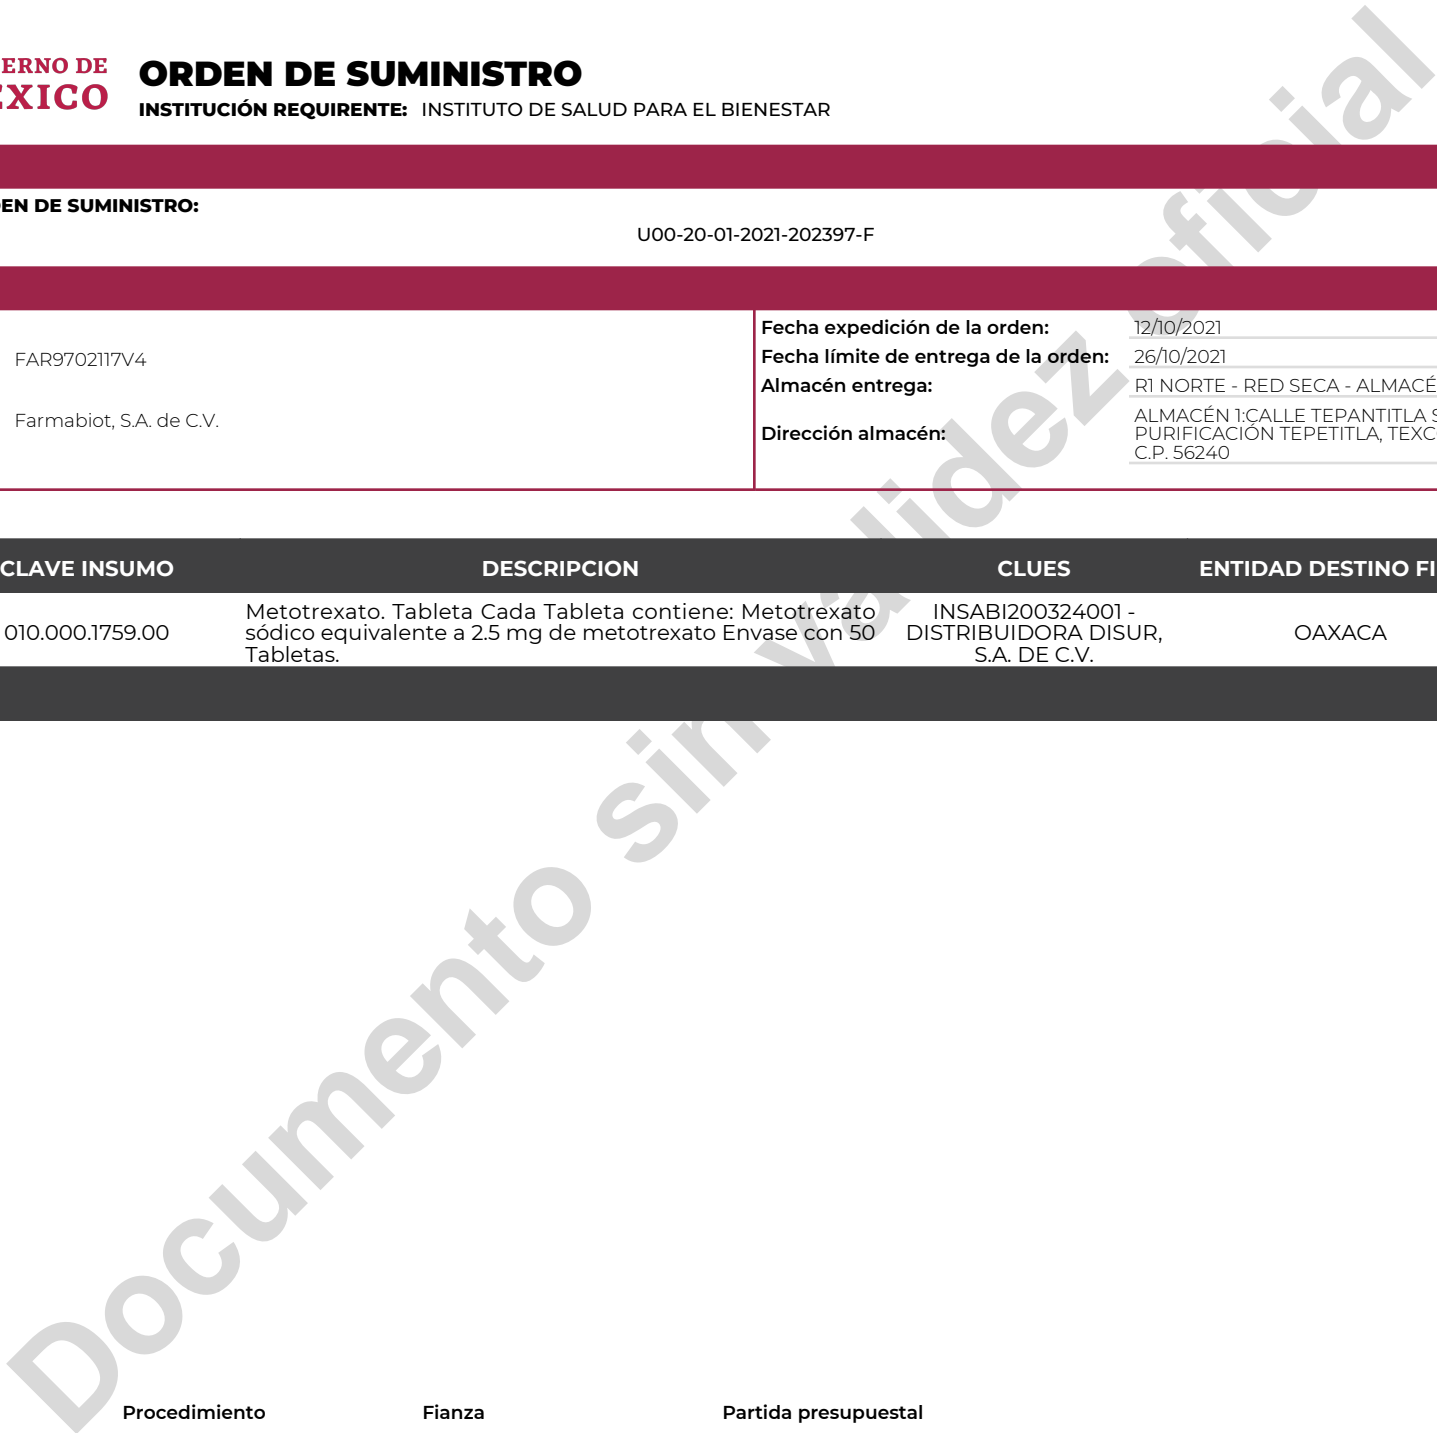 ERNO DE
XICO
ORDEN DE SUMINISTRO
INSTITUCIÓN REQUIRENTE: INSTITUTO DE SALUD PARA EL BIENESTAR
EN DE SUMINISTRO:
U00-20-01-2021-202397-F
FAR9702117V4
Farmabiot, S.A. de C.V.
Fecha expedición de la orden: 12/10/2021
Fecha límite de entrega de la orden: 26/10/2021
Almacén entrega: R1 NORTE - RED SECA - ALMACÉ
Dirección almacén: ALMACÉN 1:CALLE TEPANTITLA S
PURIFICACIÓN TEPETITLA, TEXC
C.P. 56240
CLAVE INSUMO DESCRIPCION CLUES ENTIDAD DESTINO FI
010.000.1759.00
Metotrexato. Tableta Cada Tableta contiene: Metotrexato
sódico equivalente a 2.5 mg de metotrexato Envase con 50
Tabletas.
INSABI200324001 -
DISTRIBUIDORA DISUR,
S.A. DE C.V.
OAXACA
Documento sin validez oficial
Procedimiento Fianza Partida presupuestal